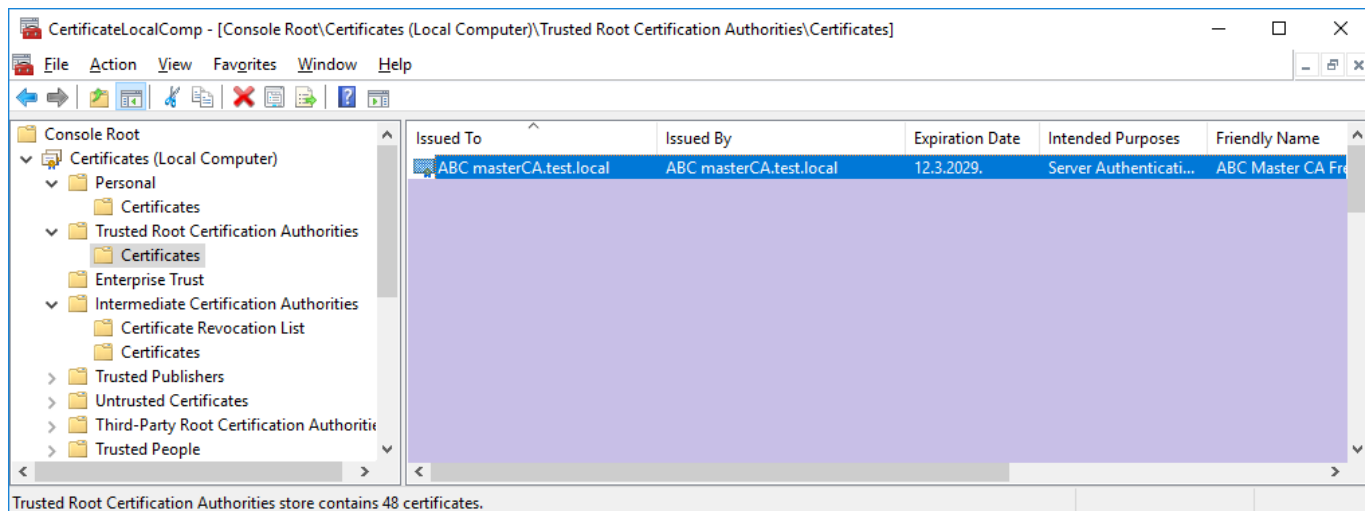 CertificateLocalComp - [Console Root\Certificates (Local Computer)\Trusted Root Certification Authorities\Certificates]
File Action View Favorites Window Help
Console Root
Certificates (Local Computer)
Personal
Certificates
Trusted Root Certification Authorities
Certificates
Enterprise Trust
Intermediate Certification Authorities
Certificate Revocation List
Certificates
Trusted Publishers
Untrusted Certificates
Third-Party Root Certification Authoritie
Trusted People
Issued To Issued By Expiration Date Intended Purposes Friendly Name
ABC masterCA.test.local ABC masterCA.test.local 12.3.2029. Server Authenticati... ABC Master CA Fre
Trusted Root Certification Authorities store contains 48 certificates.